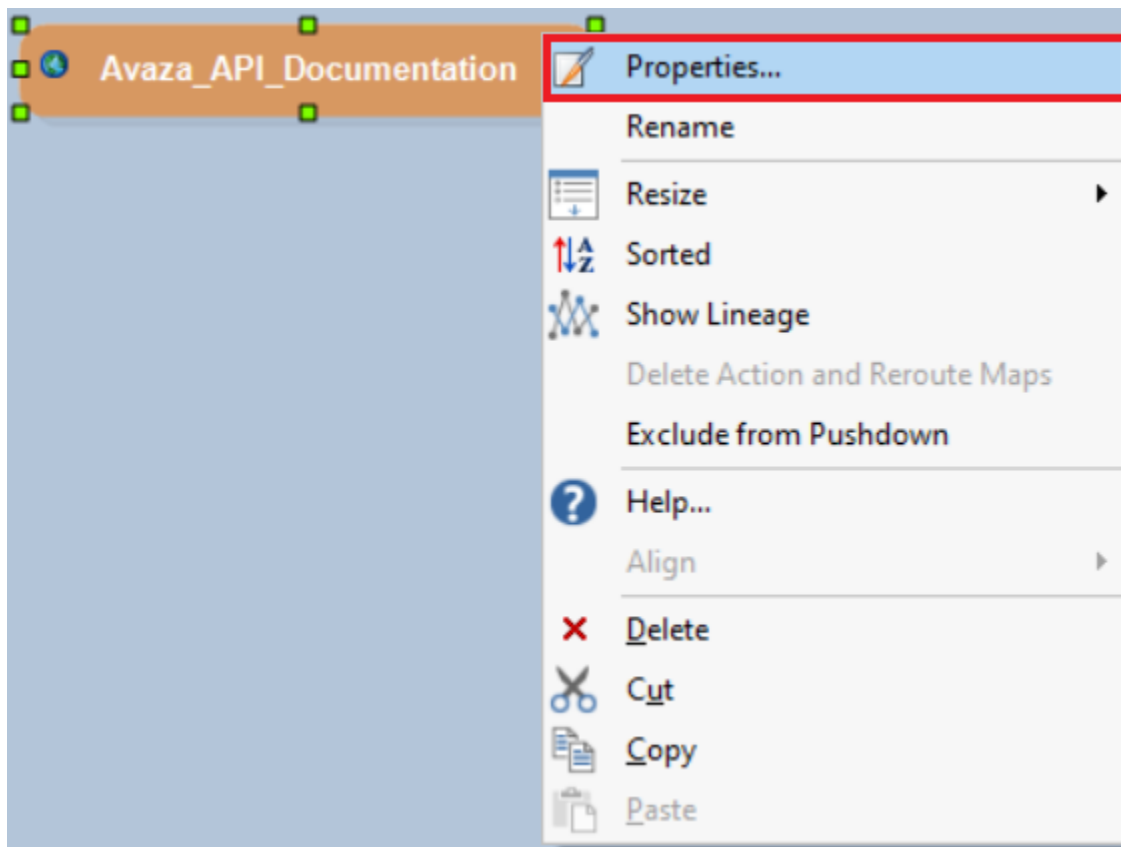 Avaza_API_Documentation
Properties...
Rename
Resize
Sorted
Show Lineage
Delete Action and Reroute Maps
Exclude from Pushdown
Help...
Align
Delete
Cut
Copy
Paste